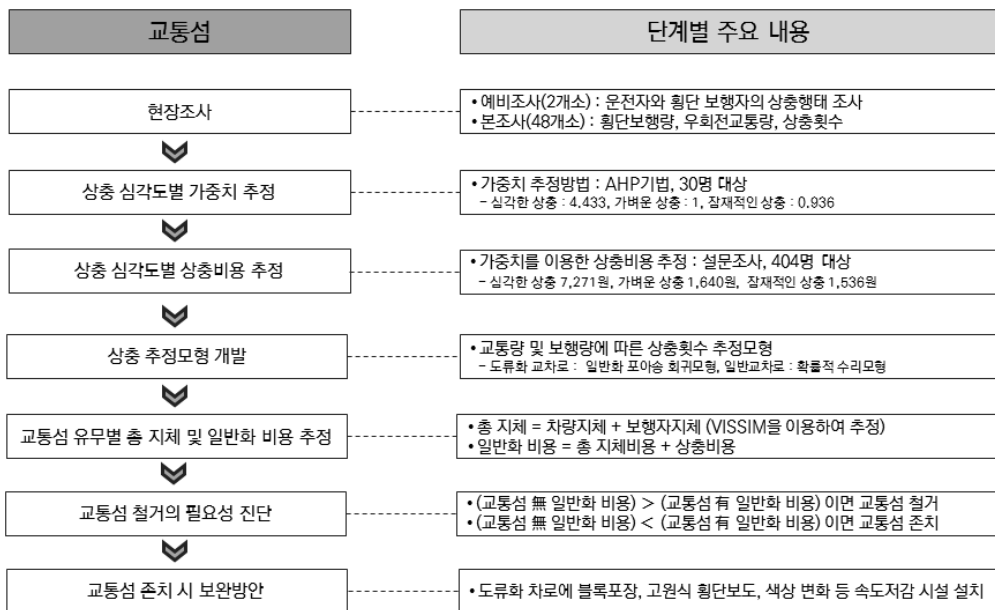 교통섬
단계별 주요 내용
현장조사
• 예비조사(2개소) : 운전자와 횡단 보행자의 상충행태 조사
• 본조사(48개소) : 횡단보행량, 우회전교통량, 상충횟수
상충 심각도별 가중치 추정
• 가중치 추정방법 : AHP기법, 30명 대상
- 심각한 상충 : 4.433, 가벼운 상충 : 1, 잠재적인 상충 : 0.936
상충 심각도별 상충비용 추정
• 가중치를 이용한 상충비용 추정 : 설문조사, 404명 대상
- 심각한 상충 7,271원, 가벼운 상충 1,640원, 잠재적인 상충 1,536원
상충 추정모형 개발
• 교통량 및 보행량에 따른 상충횟수 추정모형
- 도류화 교차로 : 일반화 포아송 회귀모형, 일반교차로 : 확률적 수리모형
교통섬 유무별 총 지체 및 일반화 비용 추정
• 총 지체 = 차량지체 + 보행자지체 (VISSIM을 이용하여 추정)
• 일반화 비용 = 총 지체비용 + 상충비용
교통섬 철거의 필요성 진단
• (교통섬 無 일반화 비용) > (교통섬 有 일반화 비용) 이면 교통섬 철거
• (교통섬 無 일반화 비용) < (교통섬 有 일반화 비용) 이면 교통섬 존치
교통섬 존치 시 보완방안
• 도류화 차로에 블록포장, 고원식 횡단보도, 색상 변화 등 속도저감 시설 설치